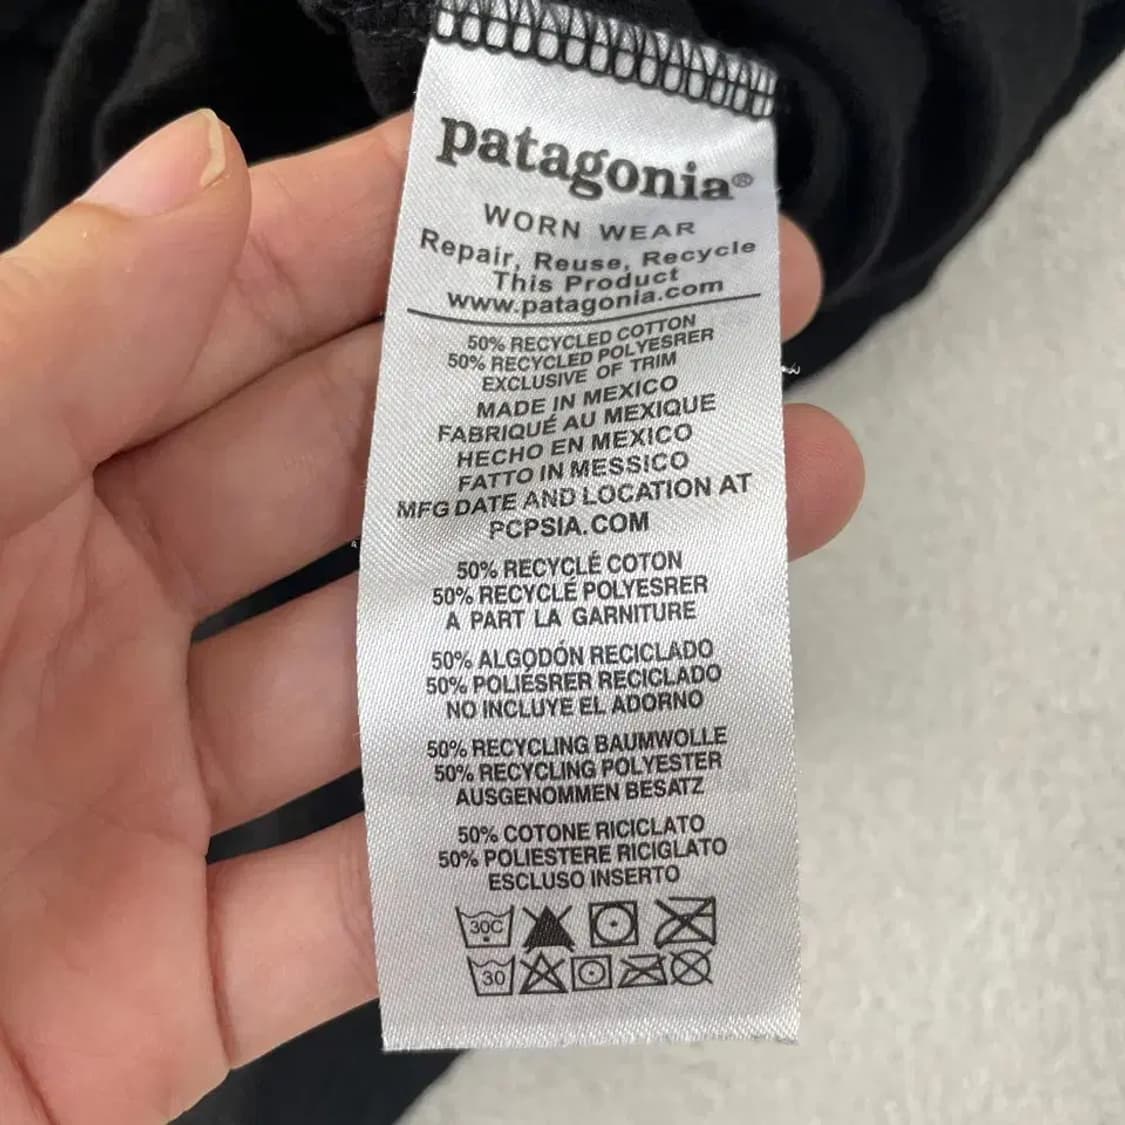 patagonia®
WORN WEAR
Repair, Reuse, Recycle
This Product
www.patagonia.com
50% RECYCLED COTTON
50% RECYCLED POLYESRER
EXCLUSIVE OF TRIM
MADE IN MEXICO
FABRIQUÉ AU MEXIQUE
HECHO EN MEXICO
FATTO IN MESSICO
MFG DATE AND LOCATION AT
PCPSIA.COM
50% RECYCLÉ COTON
50% RECYCLÉ POLYESRER
A PART LA GARNITURE
50% ALGODÓN RECICLADO
50% POLIÉSRER RECICLADO
NO INCLUYE EL ADORNO
50% RECYCLING BAUMWOLLE
50% RECYCLING POLYESTER
AUSGENOMMEN BESATZ
50% COTONE RICICLATO
50% POLIESTERE RICIGLATO
ESCLUSO INSERTO
30C
30